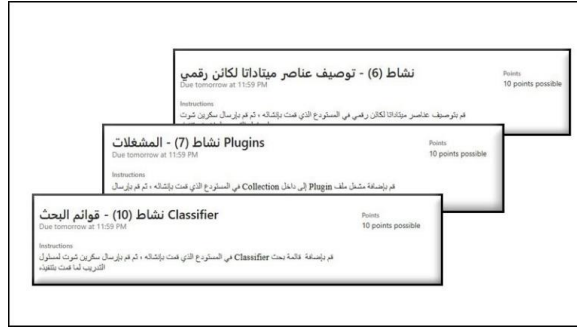 نشاط (6) - توصيف عناصر ميتاداتا لكائن رقمي
Due tomorrow at 11:59 PM
Points
10 points possible
Instructions
قم بتوصيف عناصر ميتاداتا لكائن رقمي في المستودع الذي قمت بإنشائه ، ثم قم بإرسال سكرين شوت
Plugins نشاط (7) - المشغلات
Due tomorrow at 11:59 PM
Points
10 points possible
Instructions
قم بإضافة مشغل ملف Plugin إلى داخل Collection في المستودع الذي قمت بإنشائه ، ثم قم بإرسال
Classifier نشاط (10) - قوائم البحث
Due tomorrow at 11:59 PM
Points
10 points possible
Instructions
قم بإضافة قائمة بحث Classifier في المستودع الذي قمت بإنشائه ، ثم قم بإرسال سكرين شوت لمسئول
التدريب لما قمت بتنفيذه